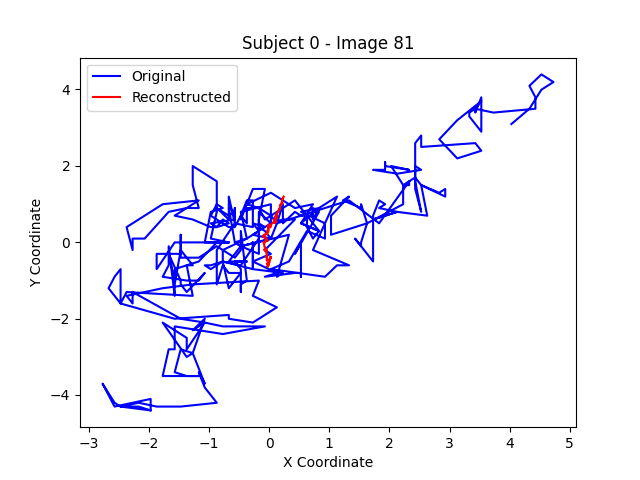 Subject 0 - Image 81
Original
Reconstructed
4
2
0
−2
−4
Y Coordinate
−3 −2 −1 0 1 2 3 4 5
X Coordinate